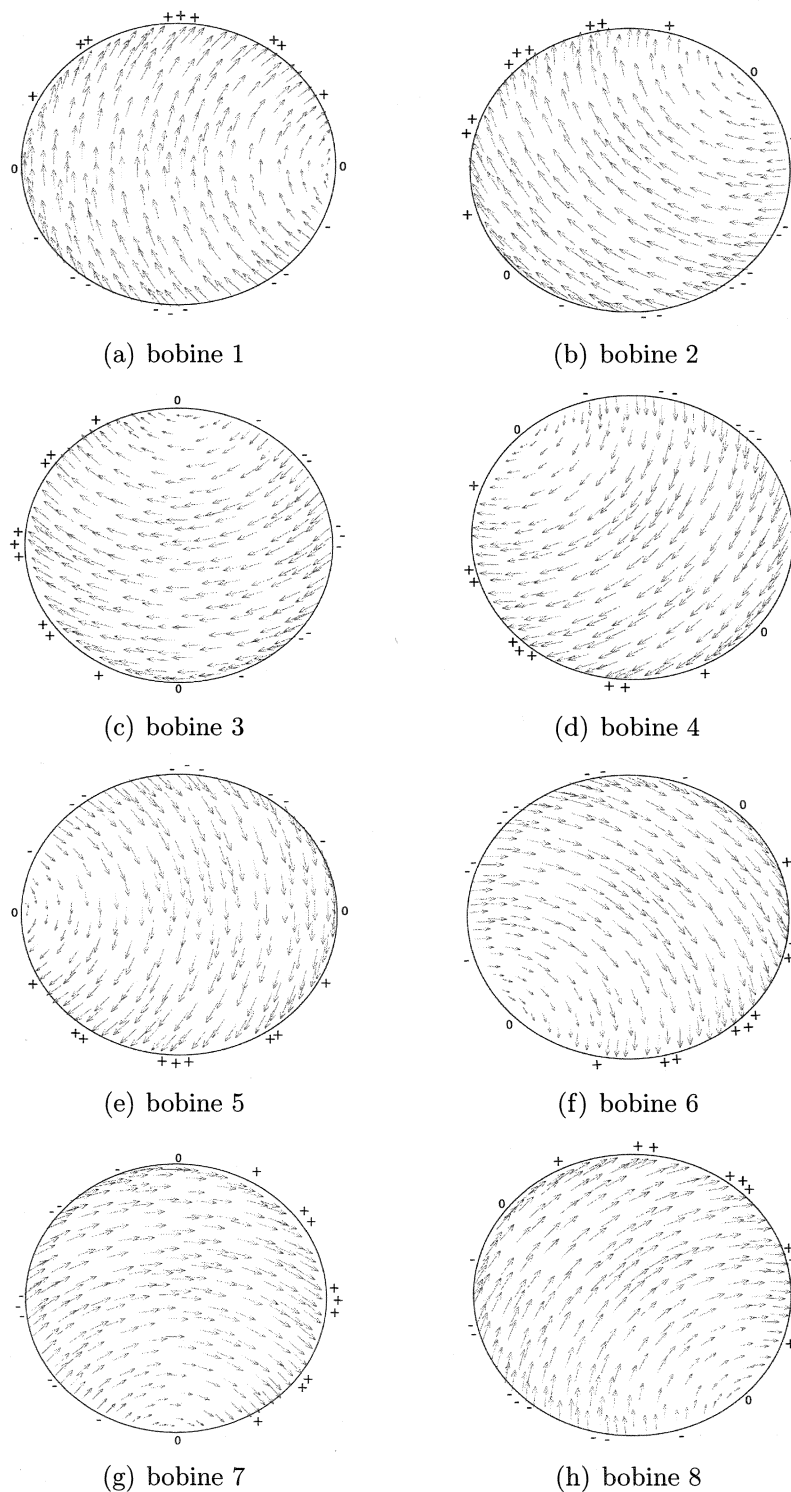 (a) bobine 1
(b) bobine 2
(c) bobine 3
(d) bobine 4
(e) bobine 5
(f) bobine 6
(g) bobine 7
(h) bobine 8